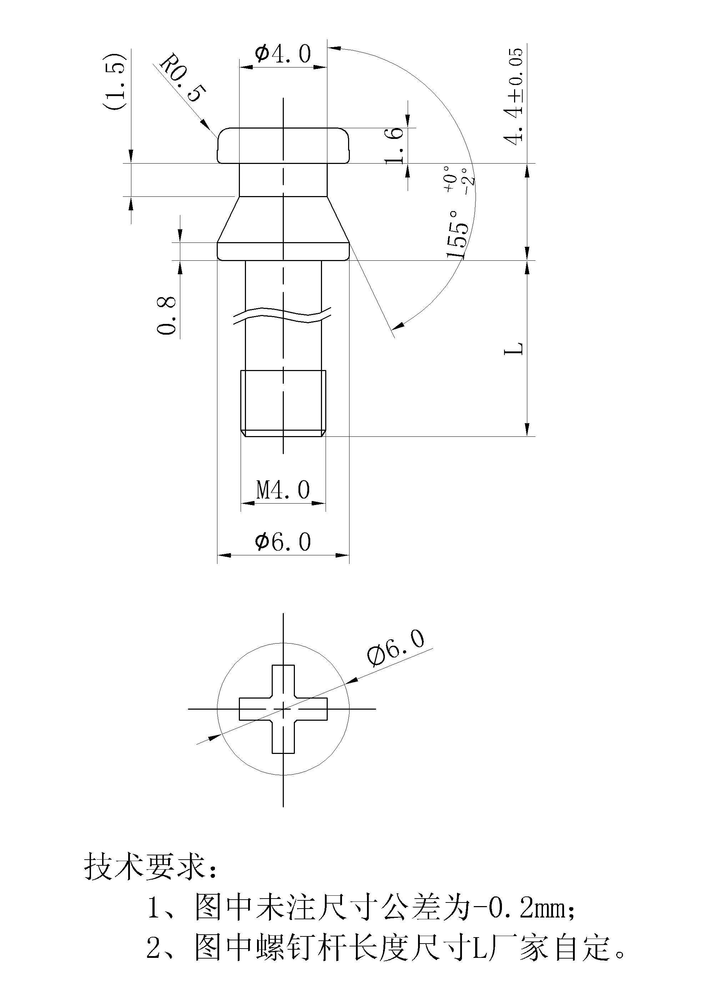 ϕ4.0
(1.5)
R0.5
4.4±0.05
1.6
155° +0° -2°
0.8
L
M4.0
ϕ6.0
Ø6.0
技术要求：
1、图中未注尺寸公差为-0.2mm；
2、图中螺钉杆长度尺寸L厂家自定。